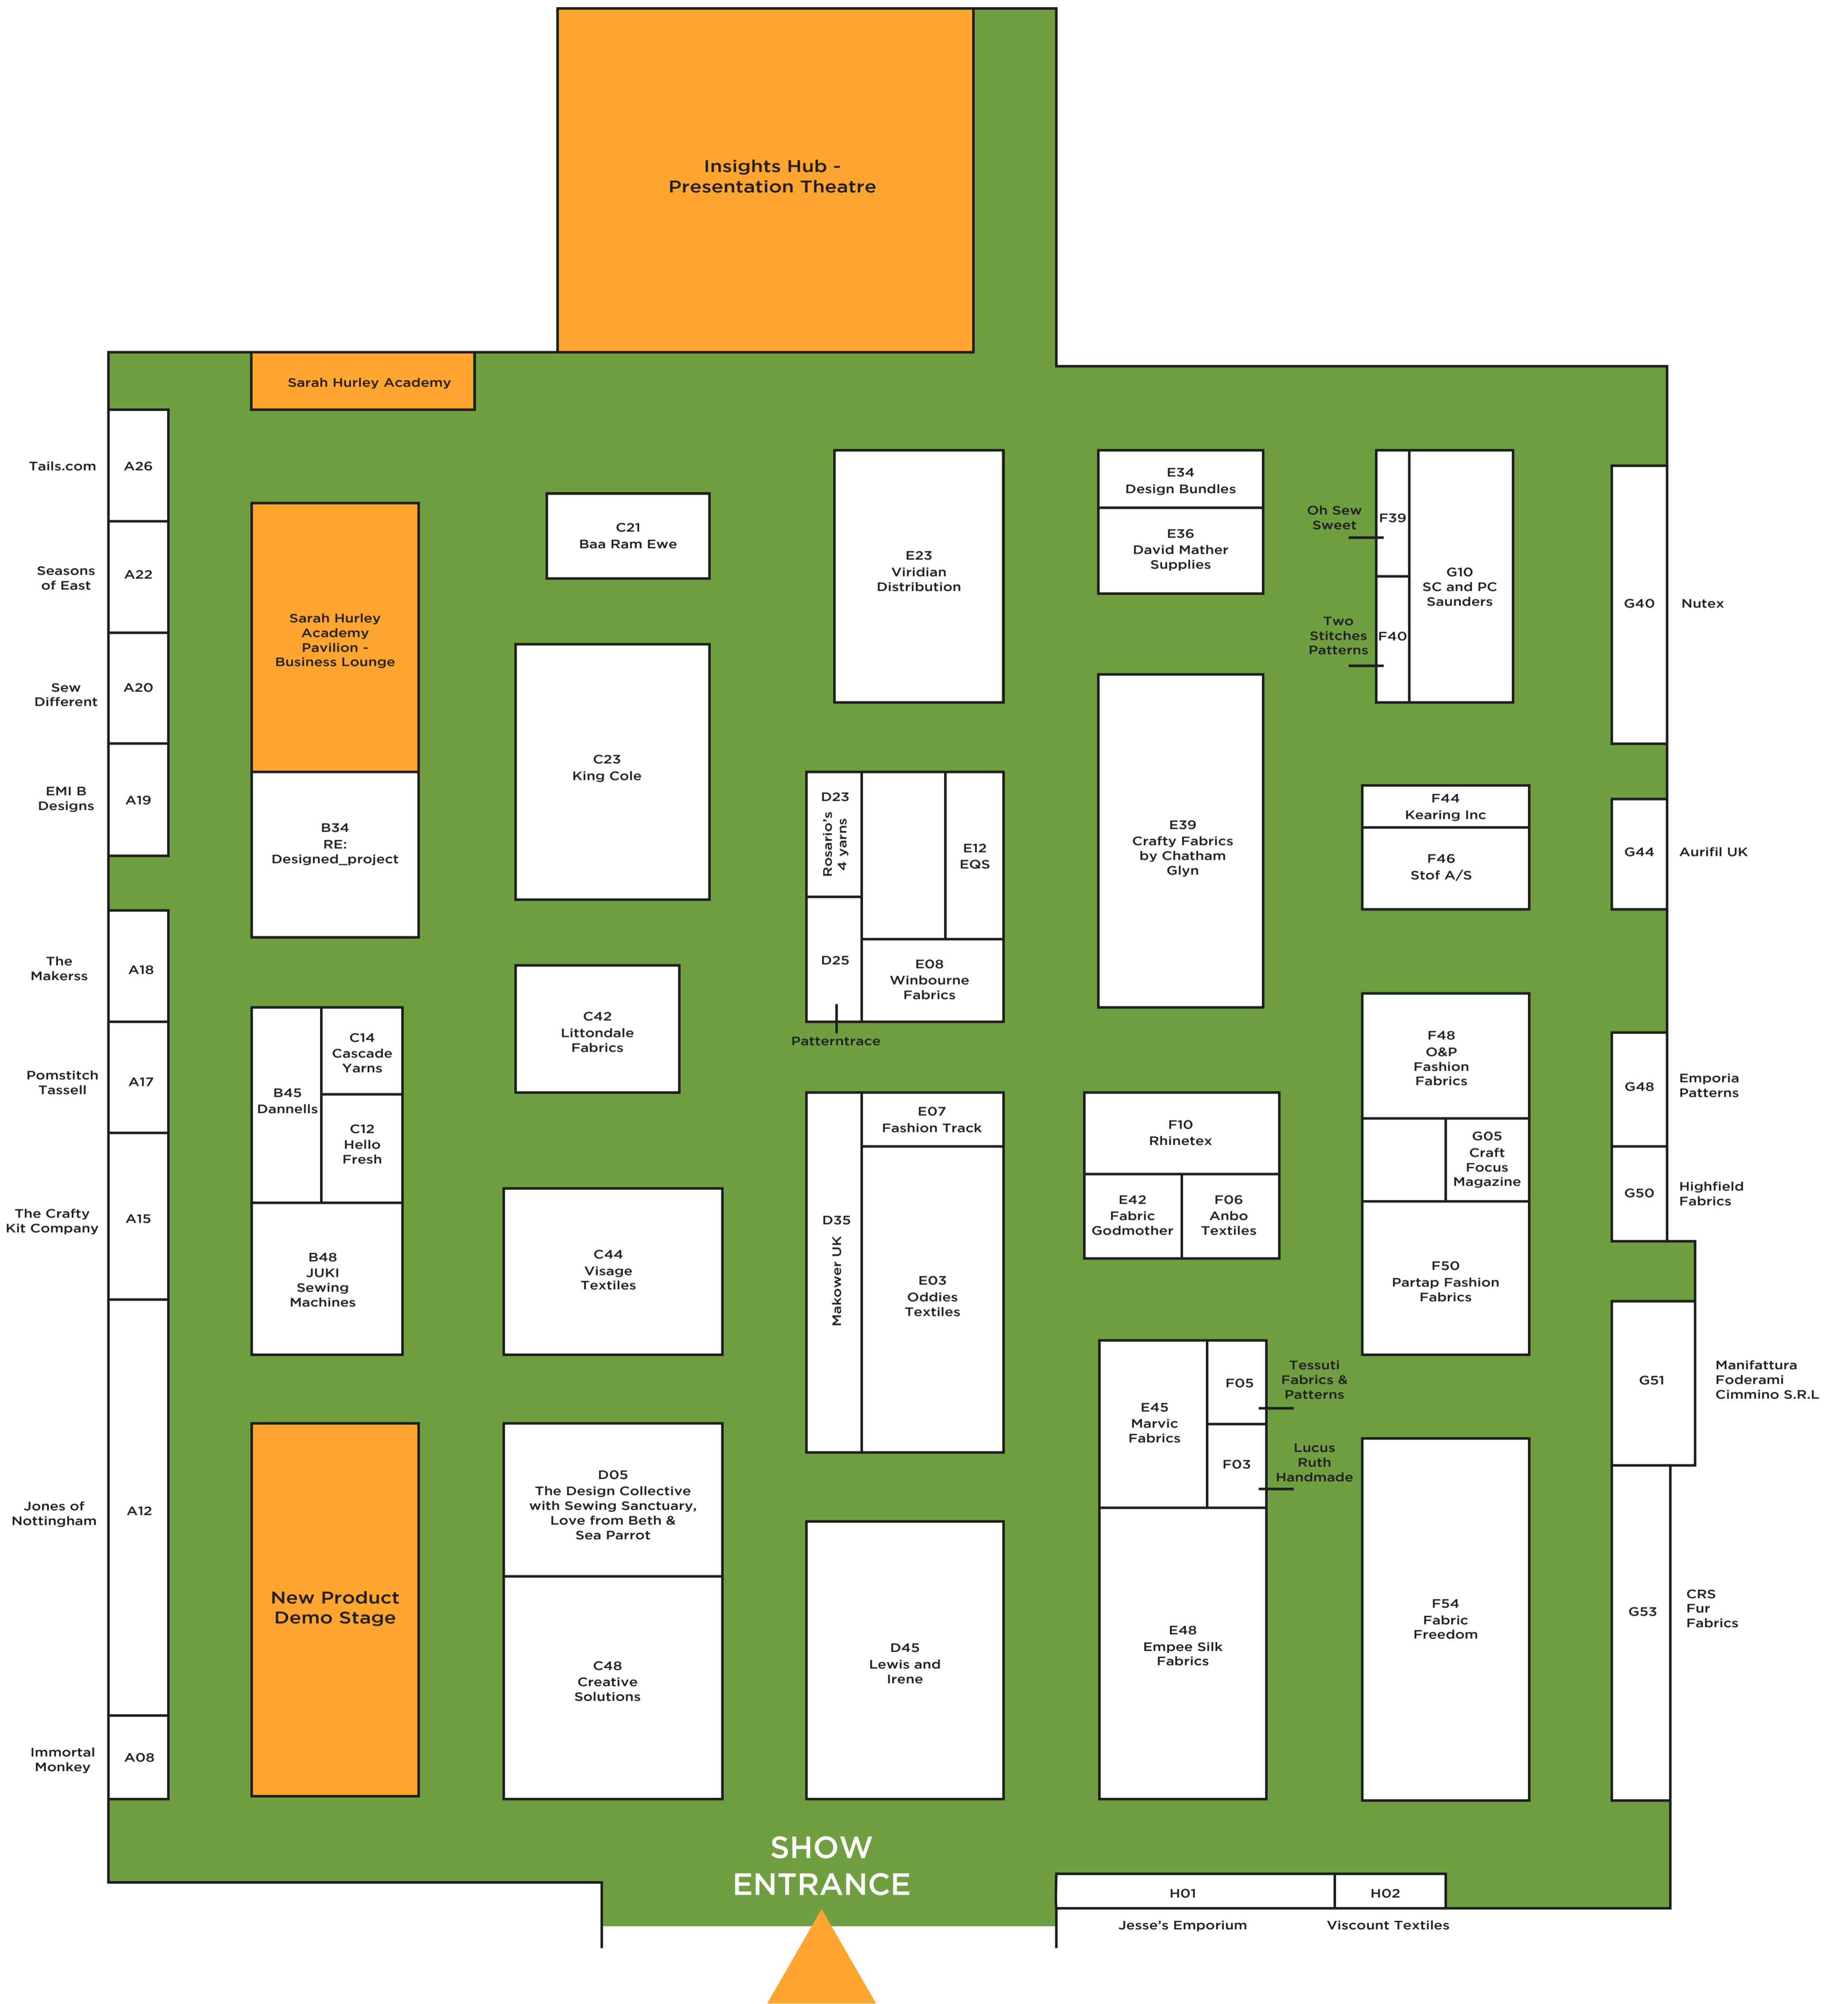 Insights Hub -
Presentation Theatre
Sarah Hurley Academy
Tails.com
A26
Seasons
of East
A22
Sew
Different
A20
EMI B
Designs
A19
The
Makerss
A18
Pomstitch
Tassell
A17
The Crafty
Kit Company
A15
Jones of
Nottingham
A12
Immortal
Monkey
A08
Sarah Hurley
Academy
Pavilion -
Business Lounge
B34
RE:
Designed_project
B45
Dannells
C14
Cascade
Yarns
C12
Hello
Fresh
B48
JUKI
Sewing
Machines
New Product
Demo Stage
C21
Baa Ram Ewe
C23
King Cole
C42
Littondale
Fabrics
C44
Visage
Textiles
D05
The Design Collective
with Sewing Sanctuary,
Love from Beth &
Sea Parrot
C48
Creative
Solutions
E23
Viridian
Distribution
D23
Rosario's
4 yarns
E12
EQS
D25
Patterntrace
E08
Winbourne
Fabrics
D35
Makower UK
E07
Fashion Track
E03
Oddies
Textiles
D45
Lewis and
Irene
E34
Design Bundles
E36
David Mather
Supplies
E39
Crafty Fabrics
by Chatham
Glyn
F10
Rhinetex
E42
Fabric
Godmother
F06
Anbo
Textiles
E45
Marvic
Fabrics
F05
Tessuti
Fabrics &
Patterns
F03
Lucus
Ruth
Handmade
E48
Empee Silk
Fabrics
Oh Sew
Sweet
F39
Two
Stitches
Patterns
F40
G10
SC and PC
Saunders
F44
Kearing Inc
F46
Stof A/S
F48
O&P
Fashion
Fabrics
G05
Craft
Focus
Magazine
F50
Partap Fashion
Fabrics
F54
Fabric
Freedom
G40
Nutex
G44
Aurifil UK
G48
Emporia
Patterns
G50
Highfield
Fabrics
G51
Manifattura
Foderami
Cimmino S.R.L
G53
CRS
Fur
Fabrics
SHOW
ENTRANCE
H01
Jesse's Emporium
H02
Viscount Textiles